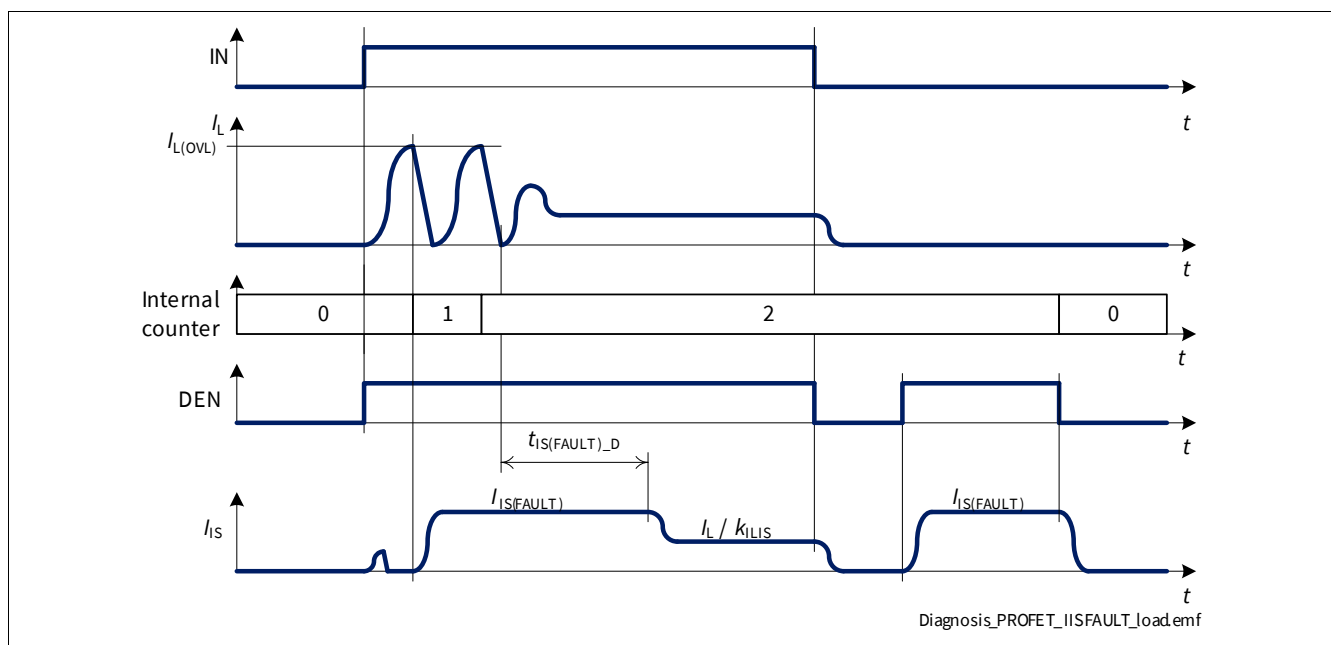 IN
t
I_L
I_L(OVL)
t
Internal
counter
0 1 2 0
t
DEN
t
t_IS(FAULT)_D
I_IS(FAULT) I_IS(FAULT)
I_IS
I_L / k_ILIS
t
Diagnosis_PROFET_IISFAULT_load.emf